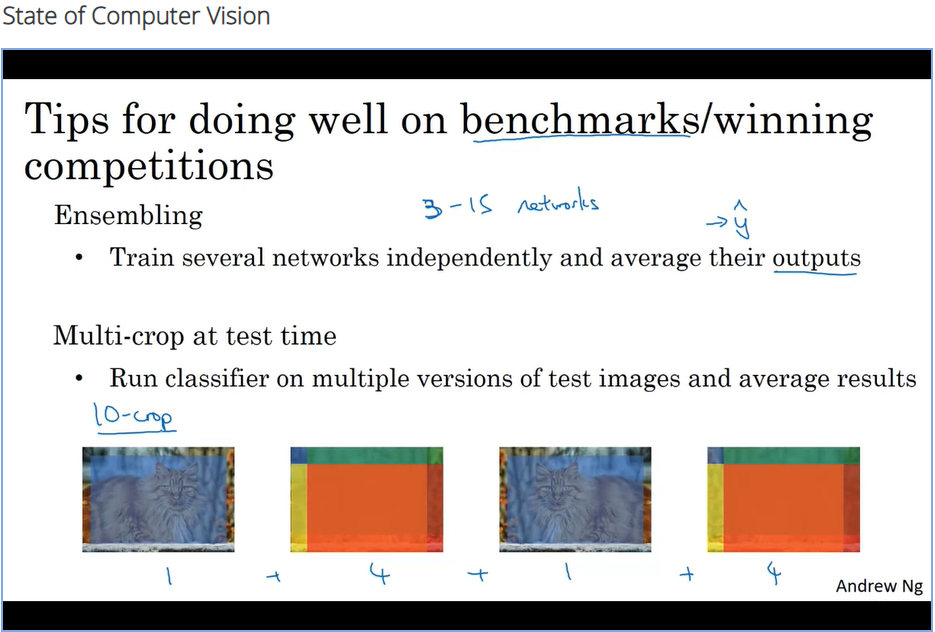 State of Computer Vision
Tips for doing well on benchmarks/winning
competitions
Ensembling
3-15 networks
→ ŷ
• Train several networks independently and average their outputs
Multi-crop at test time
• Run classifier on multiple versions of test images and average results
10-crop
1 + 4 + 1 + 4
Andrew Ng